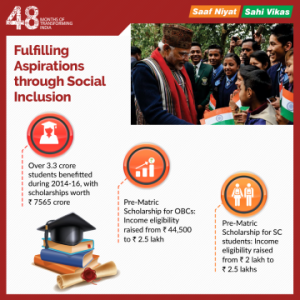 48 MONTHS OF
TRANSFORMING
INDIA
Saaf Niyat Sahi Vikas
Fulfilling
Aspirations
through Social
Inclusion
Over 3.3 crore
students benefitted
during 2014-16, with
scholarships worth
₹ 7565 crore
Pre-Matric
Scholarship for OBCs:
Income eligibility
raised from ₹ 44,500
to ₹ 2.5 lakh
Pre-Matric
Scholarship for SC
students: Income
eligibility raised
from ₹ 2 lakh to
₹ 2.5 lakhs